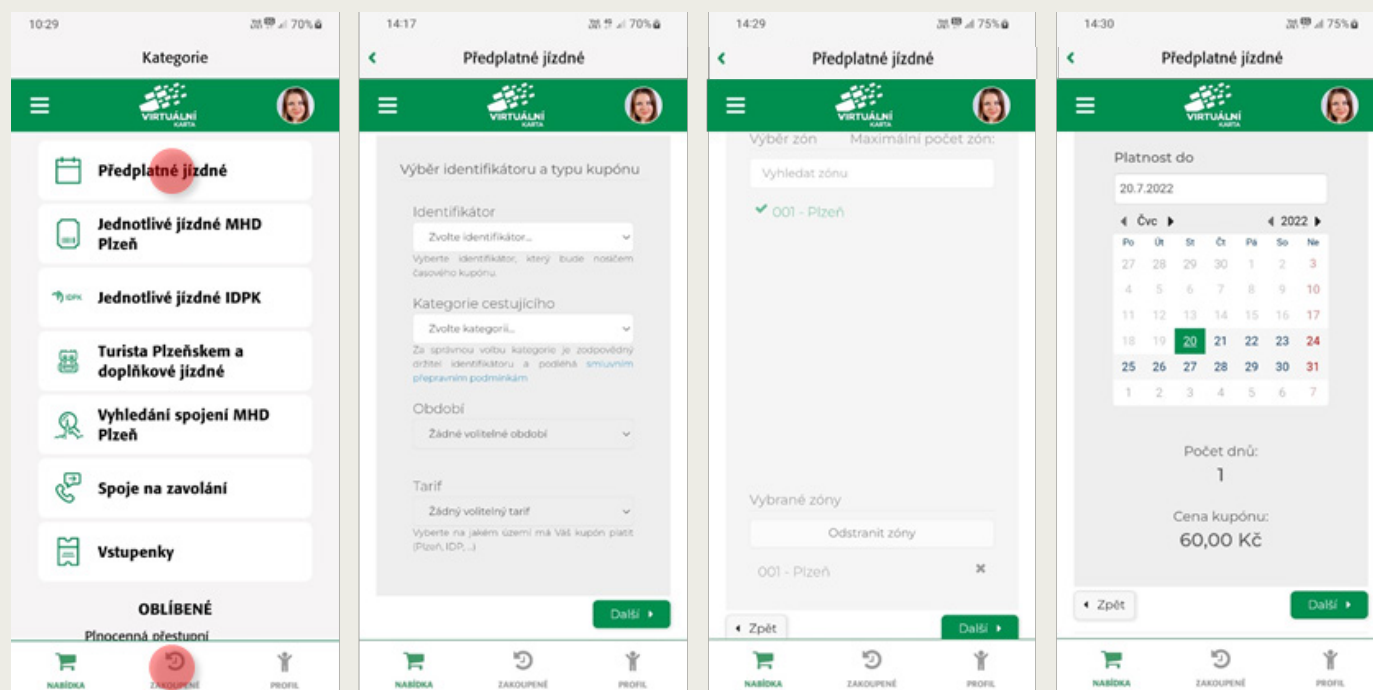 10:29
70%
Kategorie
VIRTUÁLNÍ
KARTA
Předplatné jízdné
Jednotlivé jízdné MHD
Plzeň
IDPK
Jednotlivé jízdné IDPK
Turista Plzeňskem a
doplňkové jízdné
Vyhledání spojení MHD
Plzeň
Spoje na zavolání
Vstupenky
OBLÍBENÉ
Plnocenná přestupní
NABÍDKA
ZAKOUPENÉ
PROFIL
14:17
70%
Předplatné jízdné
VIRTUÁLNÍ
KARTA
Výběr identifikátoru a typu kupónu
Identifikátor
Zvolte identifikátor...
Vyberte identifikátor, který bude nosičem
časového kupónu.
Kategorie cestujícího
Zvolte kategorii...
Za správnou volbu kategorie je zodpovědný
držitel identifikátoru a podléhá smluvním
přepravním podmínkám
Období
Žádné volitelné období
Tarif
Žádný volitelný tarif
Vyberte na jakém území má Váš kupón platit
(Plzeň, IDP, ...)
Další
NABÍDKA
ZAKOUPENÉ
PROFIL
14:29
75%
Předplatné jízdné
VIRTUÁLNÍ
KARTA
Výběr zón Maximální počet zón:
Vyhledat zónu
001 - Plzeň
Vybrané zóny
Odstranit zóny
001 - Plzeň
Zpět
Další
NABÍDKA
ZAKOUPENÉ
PROFIL
14:30
75%
Předplatné jízdné
VIRTUÁLNÍ
KARTA
Platnost do
20.7.2022
Čvc 2022
Po Út St Čt Pá So Ne
27 28 29 30 1 2 3
4 5 6 7 8 9 10
11 12 13 14 15 16 17
18 19 20 21 22 23 24
25 26 27 28 29 30 31
1 2 3 4 5 6 7
Počet dnů:
1
Cena kupónu:
60,00 Kč
Zpět
Další
NABÍDKA
ZAKOUPENÉ
PROFIL